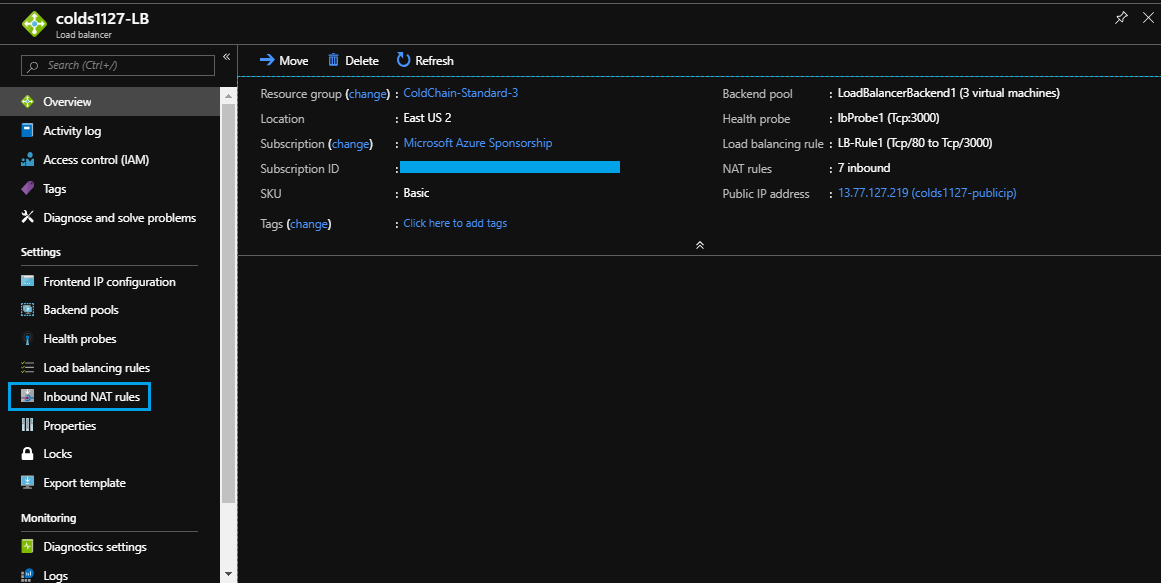 colds1127-LB
Load balancer
Search (Ctrl+/)
«
Overview
Activity log
Access control (IAM)
Tags
Diagnose and solve problems
Settings
Frontend IP configuration
Backend pools
Health probes
Load balancing rules
Inbound NAT rules
Properties
Locks
Export template
Monitoring
Diagnostics settings
Logs
Move Delete Refresh
Resource group (change) : ColdChain-Standard-3
Location : East US 2
Subscription (change) : Microsoft Azure Sponsorship
Subscription ID :
SKU : Basic
Tags (change) : Click here to add tags
Backend pool : LoadBalancerBackend1 (3 virtual machines)
Health probe : lbProbe1 (Tcp:3000)
Load balancing rule : LB-Rule1 (Tcp/80 to Tcp/3000)
NAT rules : 7 inbound
Public IP address : 13.77.127.219 (colds1127-publicip)